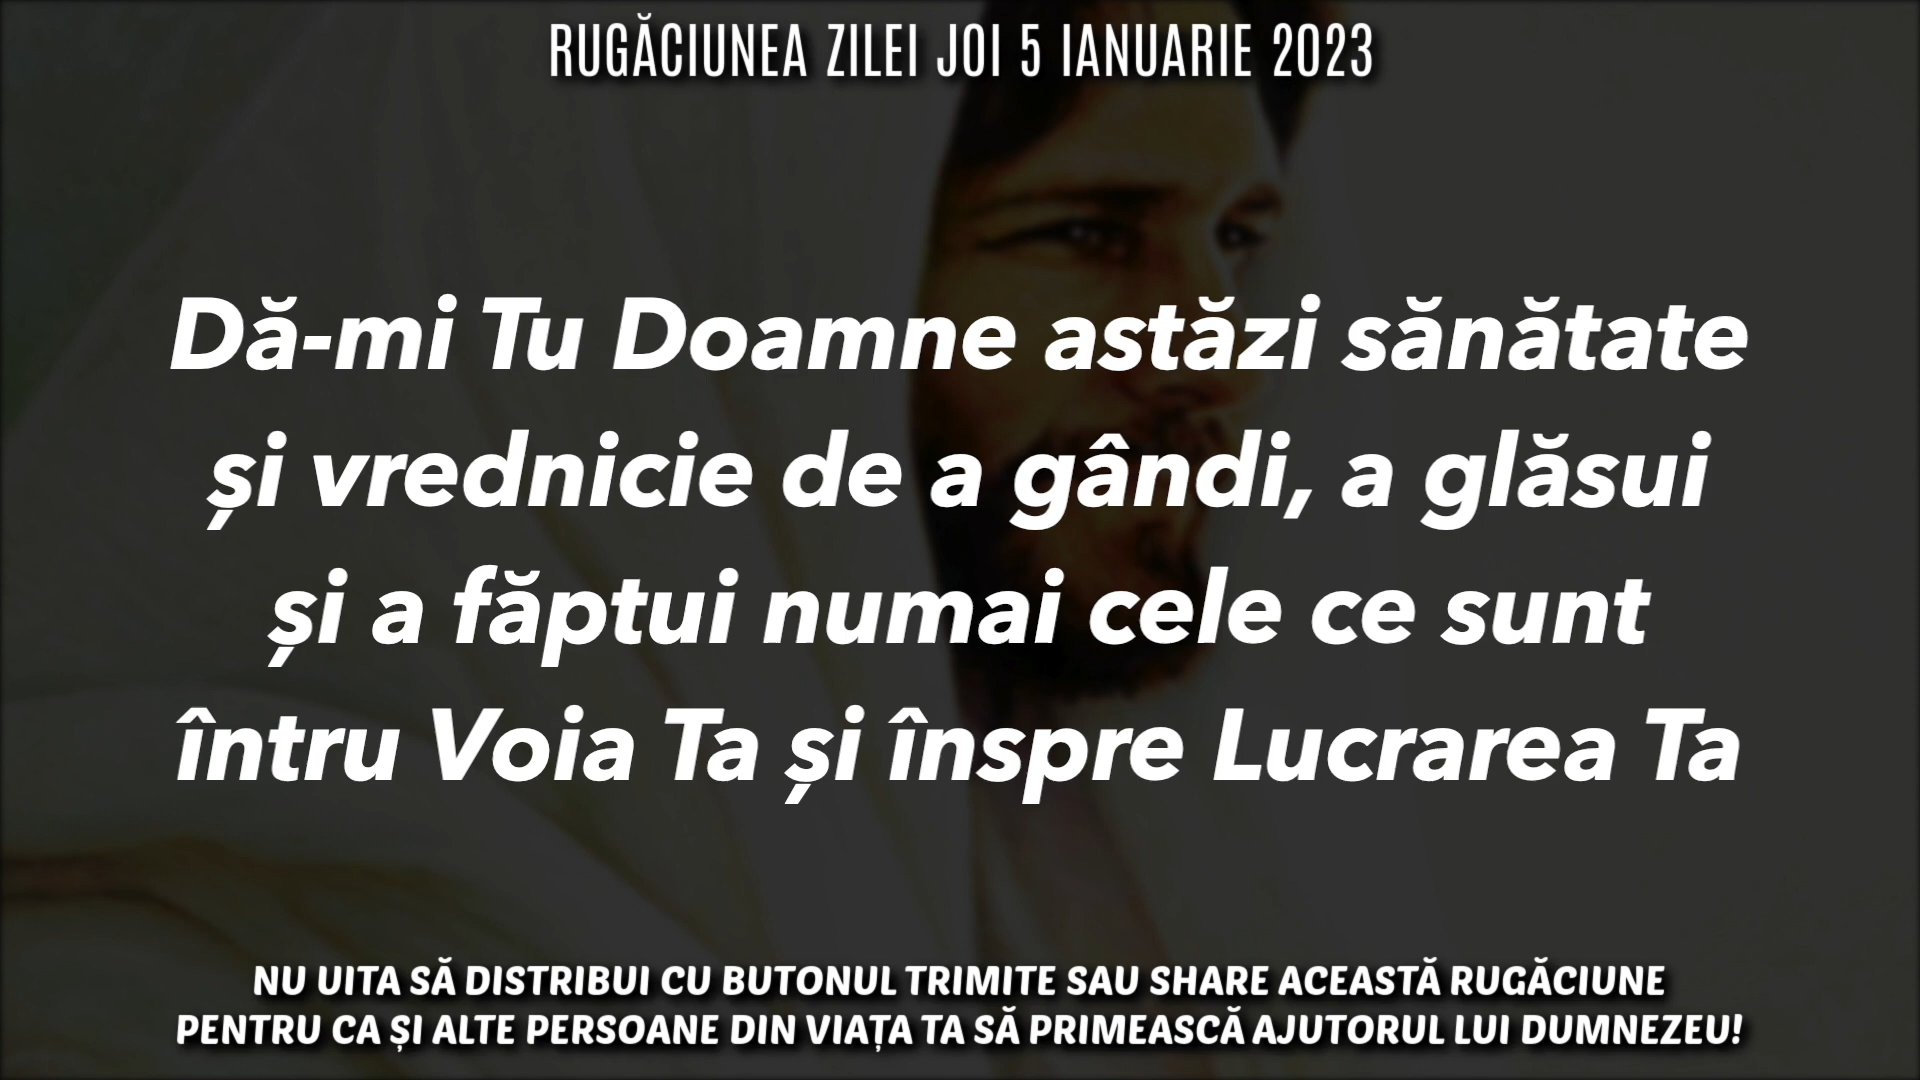 RUGĂCIUNEA ZILEI JOI 5 IANUARIE 2023
Dă-mi Tu Doamne astăzi sănătate
și vrednicie de a gândi, a glăsui
și a făptui numai cele ce sunt
întru Voia Ta și înspre Lucrarea Ta
NU UITA SĂ DISTRIBUI CU BUTONUL TRIMITE SAU SHARE ACEASTĂ RUGĂCIUNE
PENTRU CA ȘI ALTE PERSOANE DIN VIAȚA TA SĂ PRIMEASCĂ AJUTORUL LUI DUMNEZEU!